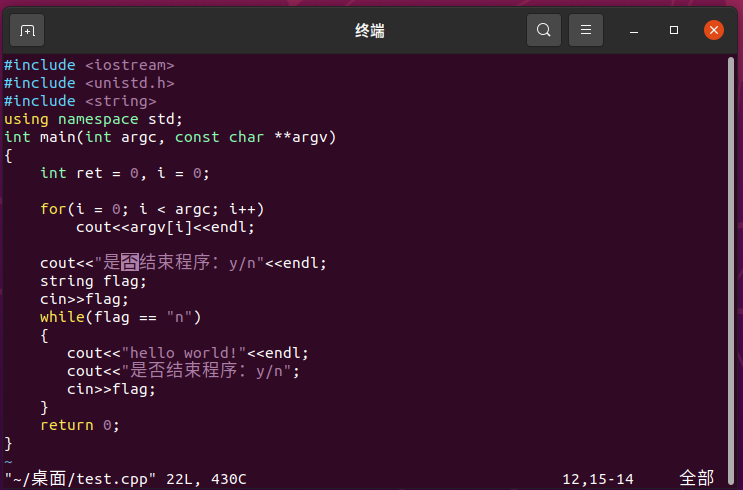 终端
#include <iostream>
#include <unistd.h>
#include <string>
using namespace std;
int main(int argc, const char **argv)
{
    int ret = 0, i = 0;
    for(i = 0; i < argc; i++)
        cout<<argv[i]<<endl;
    cout<<"是否结束程序：y/n"<<endl;
    string flag;
    cin>>flag;
    while(flag == "n")
    {
       cout<<"hello world!"<<endl;
       cout<<"是否结束程序：y/n";
       cin>>flag;
    }
    return 0;
}
~
"~/桌面/test.cpp" 22L, 430C 12,15-14 全部